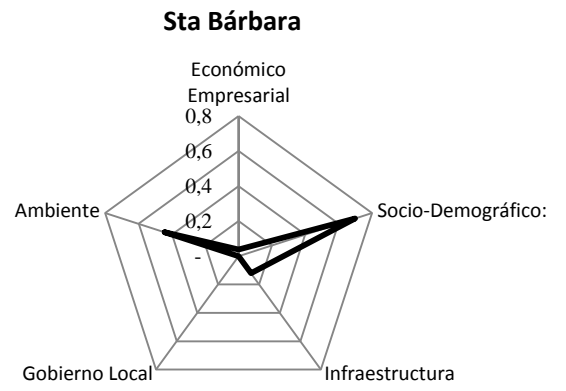 Sta Bárbara
Económico
Empresarial
0,8
0,6
0,4
0,2
-
Ambiente
Socio-Demográfico:
Gobierno Local
Infraestructura